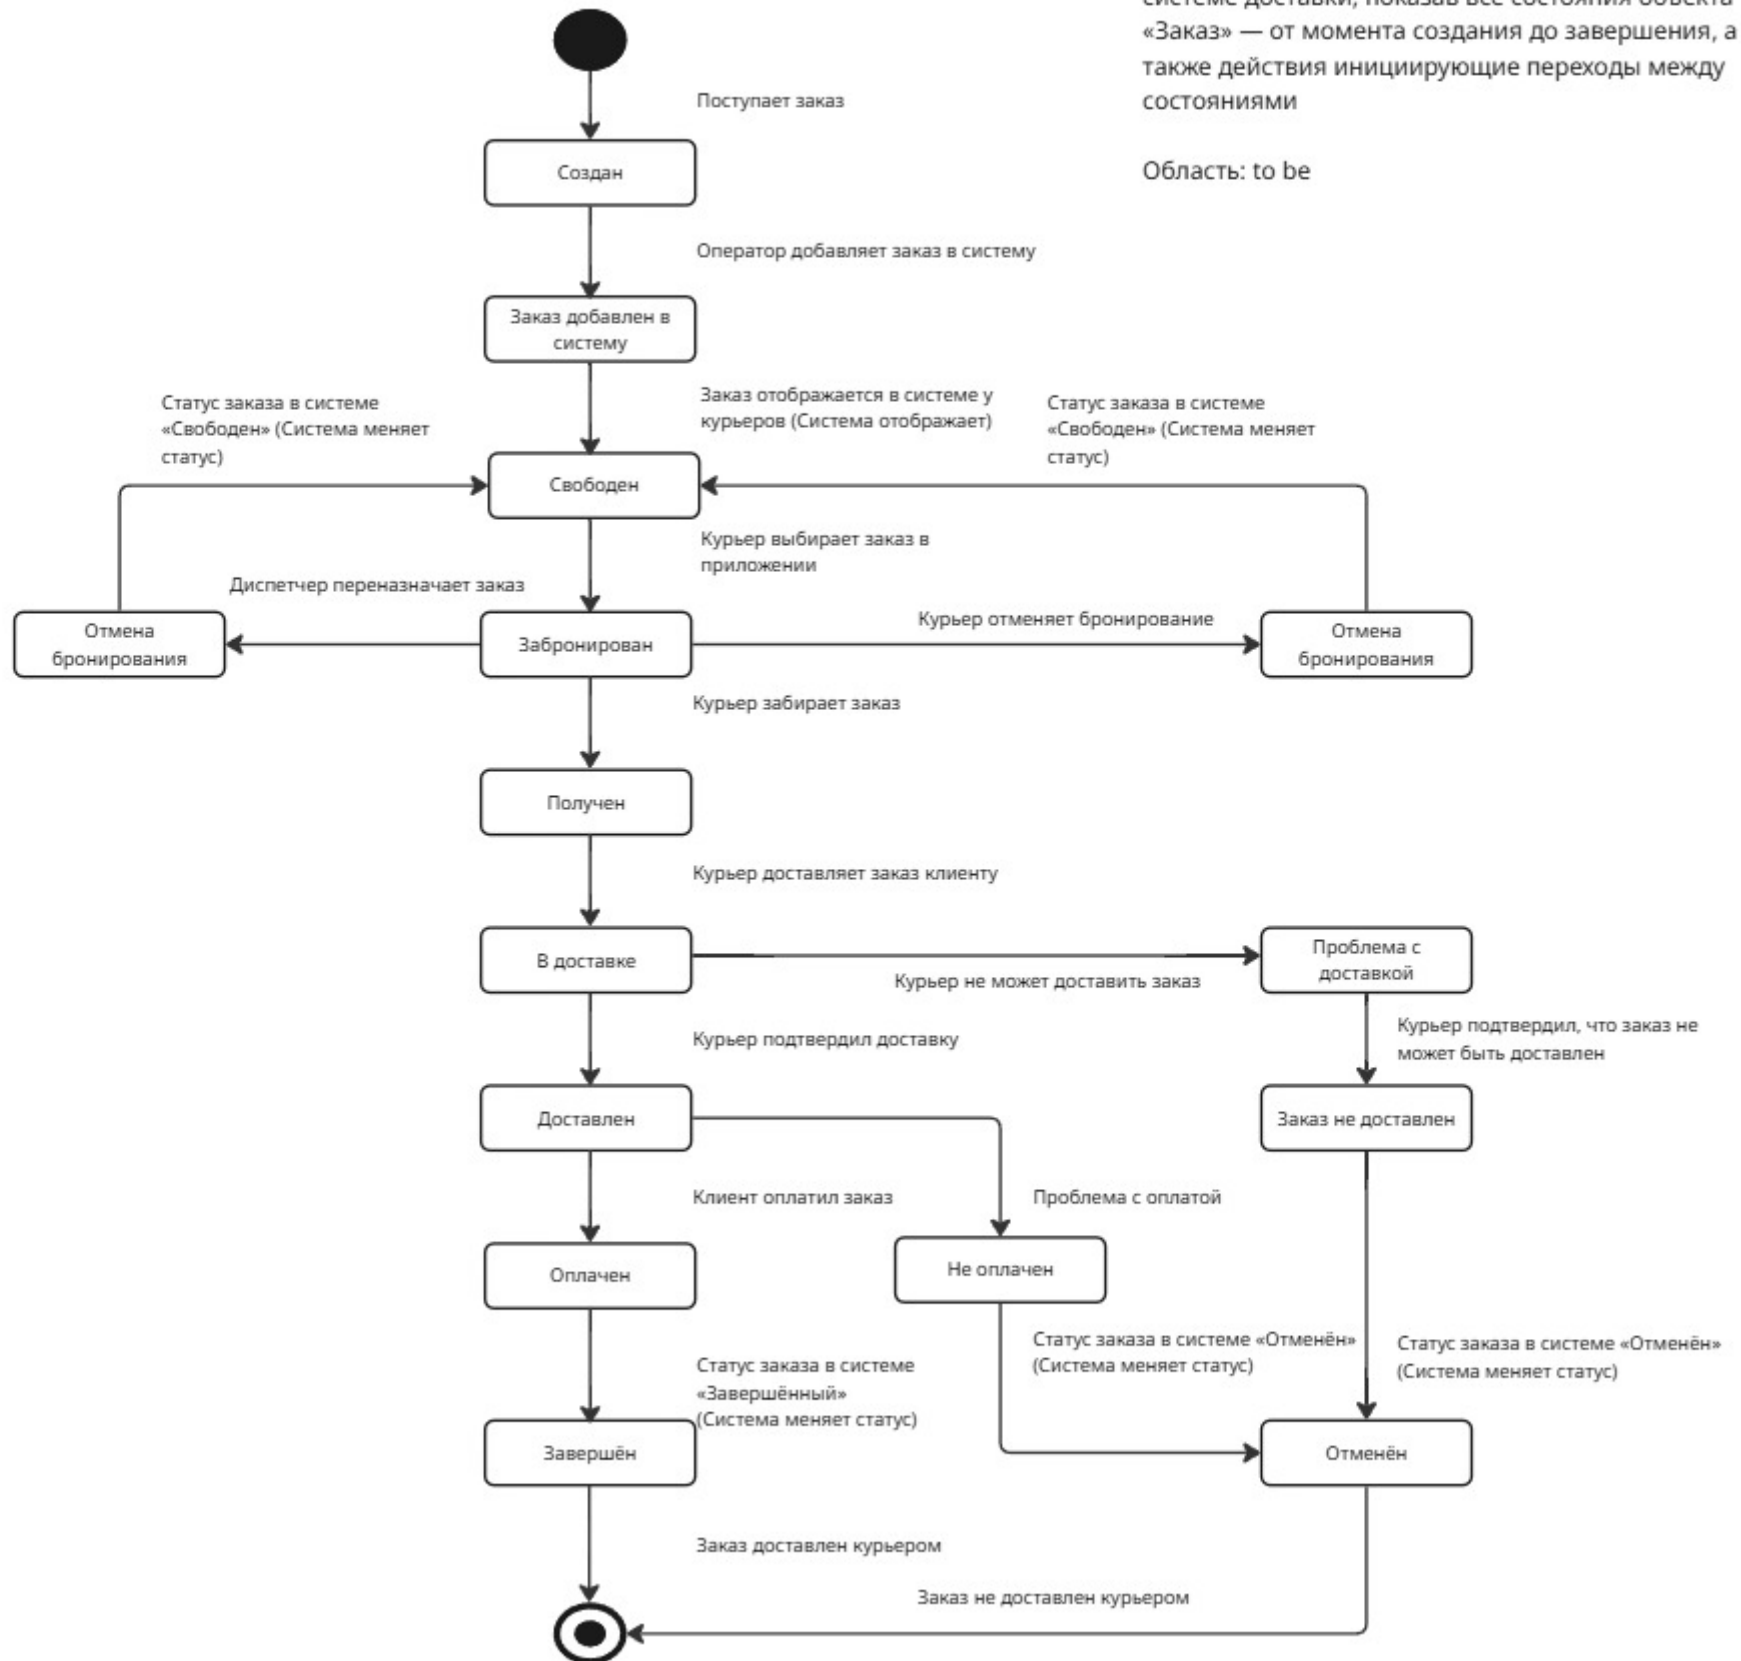 системе доставки, показав все состояния объекта
«Заказ» — от момента создания до завершения, а
также действия инициирующие переходы между
состояниями
Область: to be
Поступает заказ
Создан
Оператор добавляет заказ в систему
Заказ добавлен в
систему
Статус заказа в системе
«Свободен» (Система меняет
статус)
Заказ отображается в системе у
курьеров (Система отображает)
Статус заказа в системе
«Свободен» (Система меняет
статус)
Свободен
Курьер выбирает заказ в
приложении
Диспетчер переназначает заказ
Курьер отменяет бронирование
Отмена
бронирования
Забронирован
Отмена
бронирования
Курьер забирает заказ
Получен
Курьер доставляет заказ клиенту
В доставке
Курьер не может доставить заказ
Проблема с
доставкой
Курьер подтвердил доставку
Курьер подтвердил, что заказ не
может быть доставлен
Доставлен
Заказ не доставлен
Клиент оплатил заказ
Проблема с оплатой
Оплачен
Не оплачен
Статус заказа в системе
«Завершённый»
(Система меняет статус)
Статус заказа в системе «Отменён»
(Система меняет статус)
Статус заказа в системе «Отменён»
(Система меняет статус)
Завершён
Отменён
Заказ доставлен курьером
Заказ не доставлен курьером